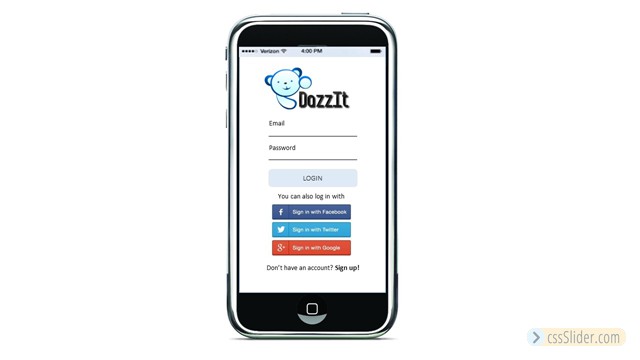 Verizon 4:00 PM
DazzIt
Email
Password
LOGIN
You can also log in with
f Sign in with Facebook
Sign in with Twitter
g+ Sign in with Google
Don't have an account? Sign up!
cssSlider.com